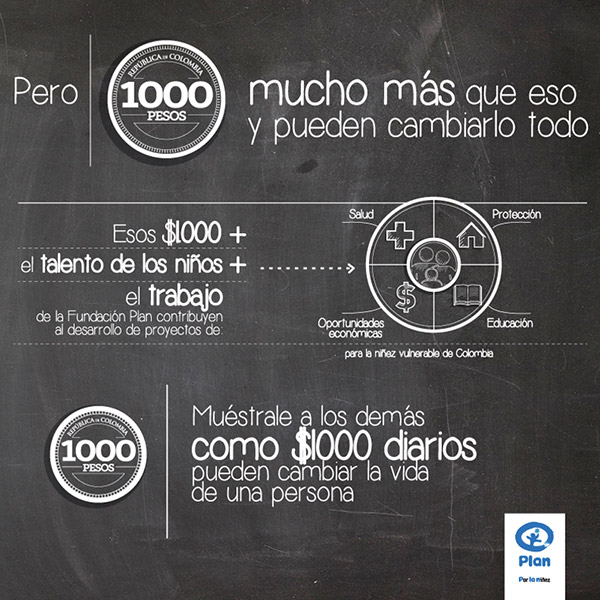 Pero
REPÚBLICA DE COLOMBIA
1000
PESOS
mucho más que eso
y pueden cambiarlo todo.
Esos $1.000 +
el talento de los niños +
el trabajo
de la Fundación Plan contribuyen
al desarrollo de proyectos de:
Salud
Protección
Oportunidades
económicas
Educación
para la niñez vulnerable de Colombia
REPÚBLICA DE COLOMBIA
1000
PESOS
Muéstrale a los demás
como $1000 diarios
pueden cambiar la vida
de una persona
Plan
Por la niñez